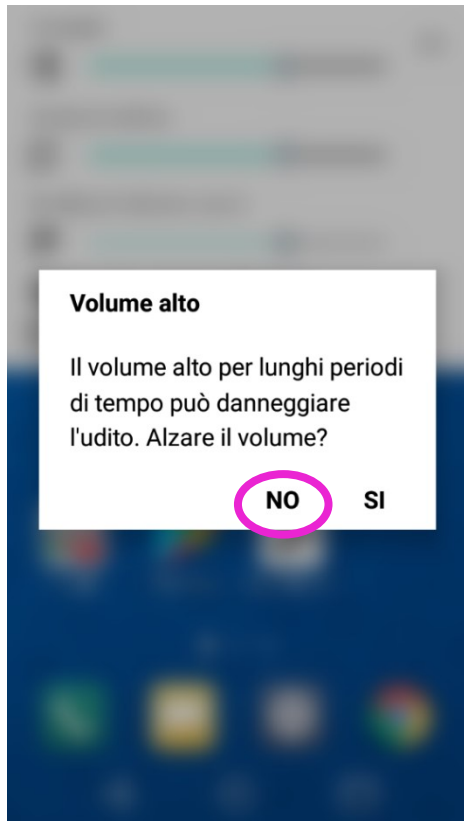 Volume alto
Il volume alto per lunghi periodi
di tempo può danneggiare
l'udito. Alzare il volume?
NO SI